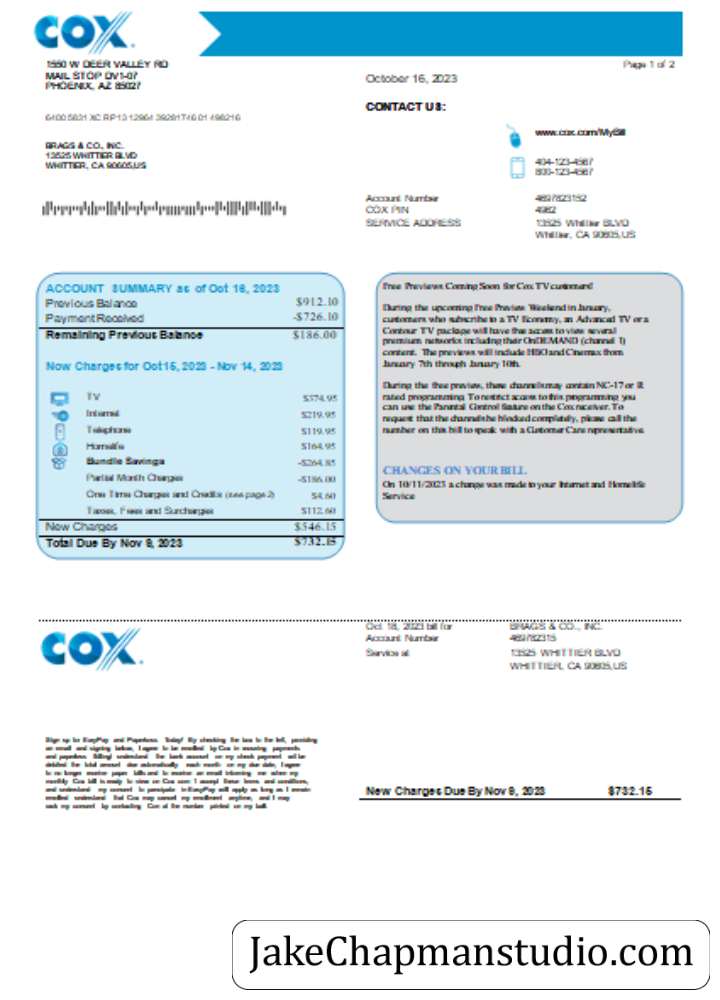 COX
1550 W DEER VALLEY RD
MAIL STOP DV1-07
PHOENIX, AZ 85027
Page 1 of 2
October 16, 2023
CONTACT US:
BRAGS & CO., INC.
13525 WHITTIER BLVD
WHITTIER, CA 90605,US
www.cox.com/MyBill
404-123-4567
800-123-4567
Account Number 4697823152
COX PIN 4962
SERVICE ADDRESS 13525 Whittier BLVD
Whittier, CA 90605,US
ACCOUNT SUMMARY as of Oct 16, 2023
Previous Balance $912.10
Payment Received -$726.10
Remaining Previous Balance $186.00
New Charges for Oct 15, 2023 - Nov 14, 2023
TV $374.95
Internet $219.95
Telephone $119.95
Homelife $164.95
Bundle Savings -$264.85
Partial Month Charges -$186.00
One Time Charges and Credits (see page 2) $4.60
Taxes, Fees and Surcharges $112.60
New Charges $546.15
Total Due By Nov 9, 2023 $732.15
Free Previews Coming Soon for Cox TV customers!
During the upcoming Free Preview Weekend in January,
customers who subscribe to a TV Economy, an Advanced TV or a
Contour TV package will have free access to view several
premium networks including their OnDEMAND (channel 1)
content. The previews will include HBO and Cinemax from
January 7th through January 10th.
During the free preview, these channels may contain NC-17 or R
rated programming. To restrict access to this programming you
can use the Parental Control feature on the Cox receiver. To
request that the channels be blocked completely, please call the
number on this bill to speak with a Customer Care representative.
CHANGES ON YOUR BILL
On 10/11/2023 a change was made to your Internet and Homelife
Service
COX
Oct 18, 2023 bill for BRAGS & CO., INC.
Account Number 469782315
Service at 13525 WHITTIER BLVD
WHITTIER, CA 90605,US
Sign up for EasyPay and Paperless Today! By checking the box to the left, providing
an email and signing below, I agree to be enrolled by Cox in recurring payments
and paperless billing I understand the bank account on my check payment will be
debited the total amount due automatically each month on my due date, I agree
to no longer receive paper bills and to receive an email informing me when my
monthly Cox bill is ready to view on Cox.com I accept these terms and conditions,
and understand my consent to participate in EasyPay will apply as long as I remain
enrolled understand that Cox may cancel my enrollment anytime, and I may
my consent by contacting Cox at the number printed on my bill.
New Charges Due By Nov 9, 2023 $732.15
JakeChapmanstudio.com